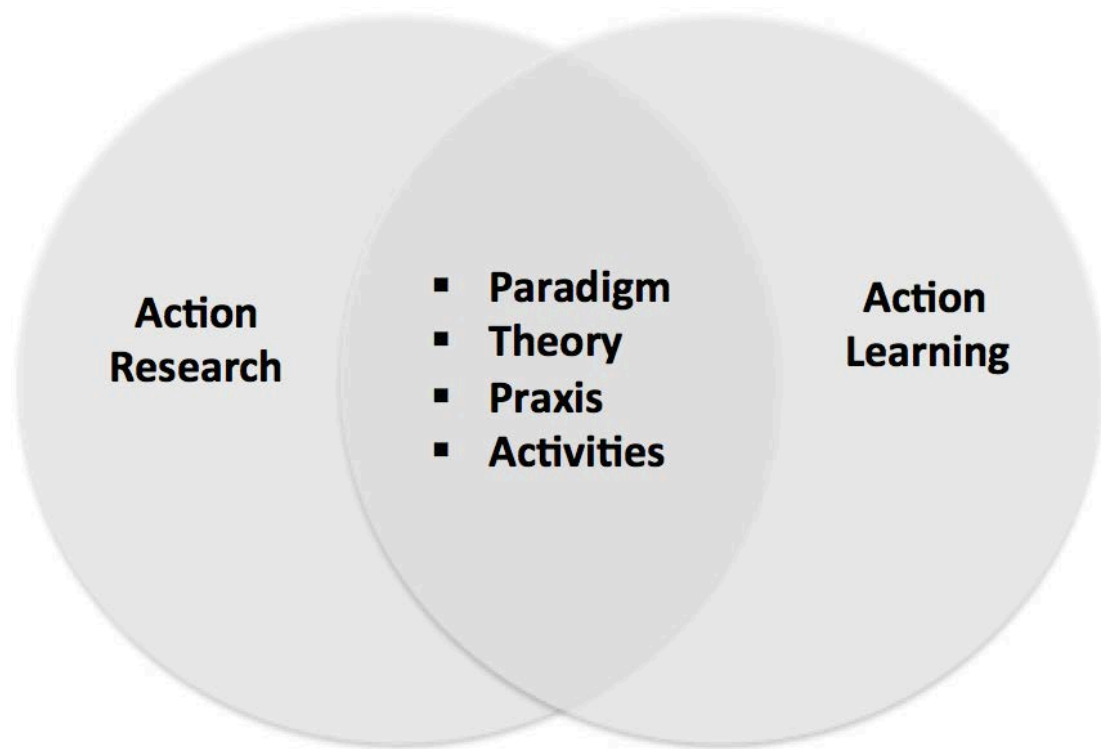 Action
Research
▪ Paradigm
▪ Theory
▪ Praxis
▪ Activities
Action
Learning